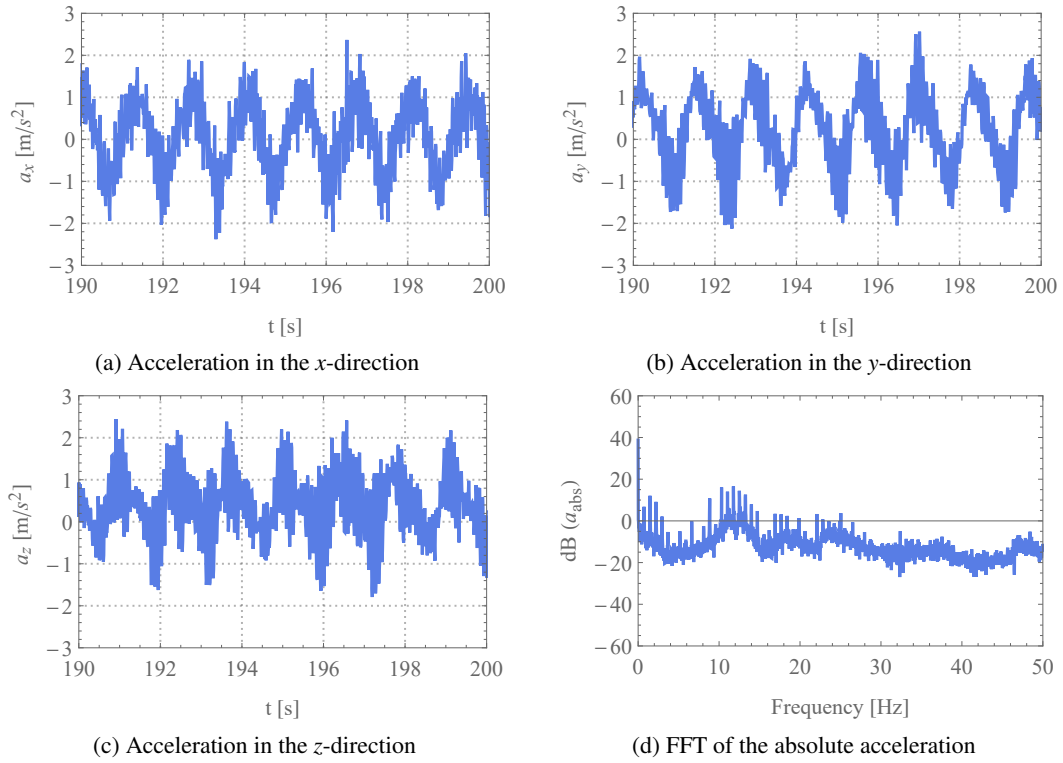 3
2
1
0
−1
−2
−3
a_x [m/s²]
190 192 194 196 198 200
t [s]
(a) Acceleration in the x-direction
3
2
1
0
−1
−2
−3
a_y [m/s²]
190 192 194 196 198 200
t [s]
(b) Acceleration in the y-direction
3
2
1
0
−1
−2
−3
a_z [m/s²]
190 192 194 196 198 200
t [s]
(c) Acceleration in the z-direction
60
40
20
0
−20
−40
−60
dB (a_abs)
0 10 20 30 40 50
Frequency [Hz]
(d) FFT of the absolute acceleration